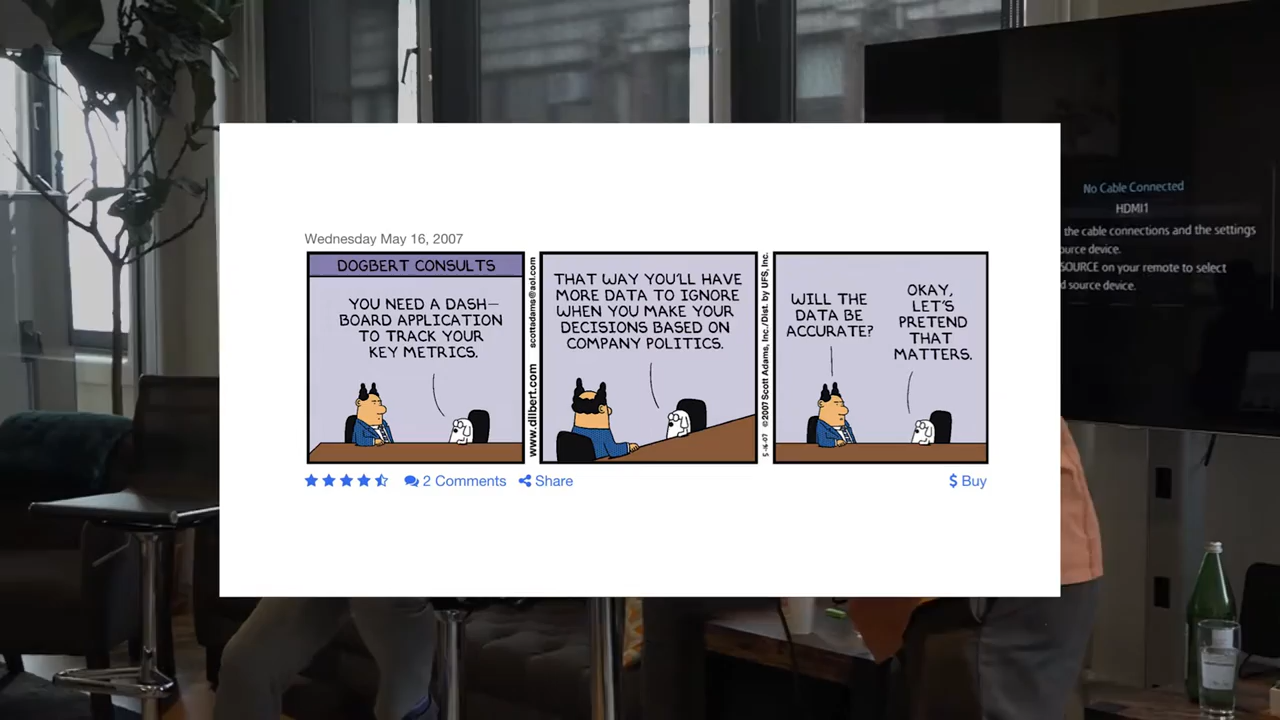 Wednesday May 16, 2007
DOGBERT CONSULTS
YOU NEED A DASH—
BOARD APPLICATION
TO TRACK YOUR
KEY METRICS.
www.dilbert.com scottadams@aol.com
THAT WAY YOU'LL HAVE
MORE DATA TO IGNORE
WHEN YOU MAKE YOUR
DECISIONS BASED ON
COMPANY POLITICS.
5-16-07 ©2007 Scott Adams, Inc./Dist. by UFS, Inc.
WILL THE
DATA BE
ACCURATE?
OKAY,
LET'S
PRETEND
THAT
MATTERS.
2 Comments
Share
$ Buy
No Cable Connected
HDMI1
the cable connections and the settings
source device.
SOURCE on your remote to select
source device.